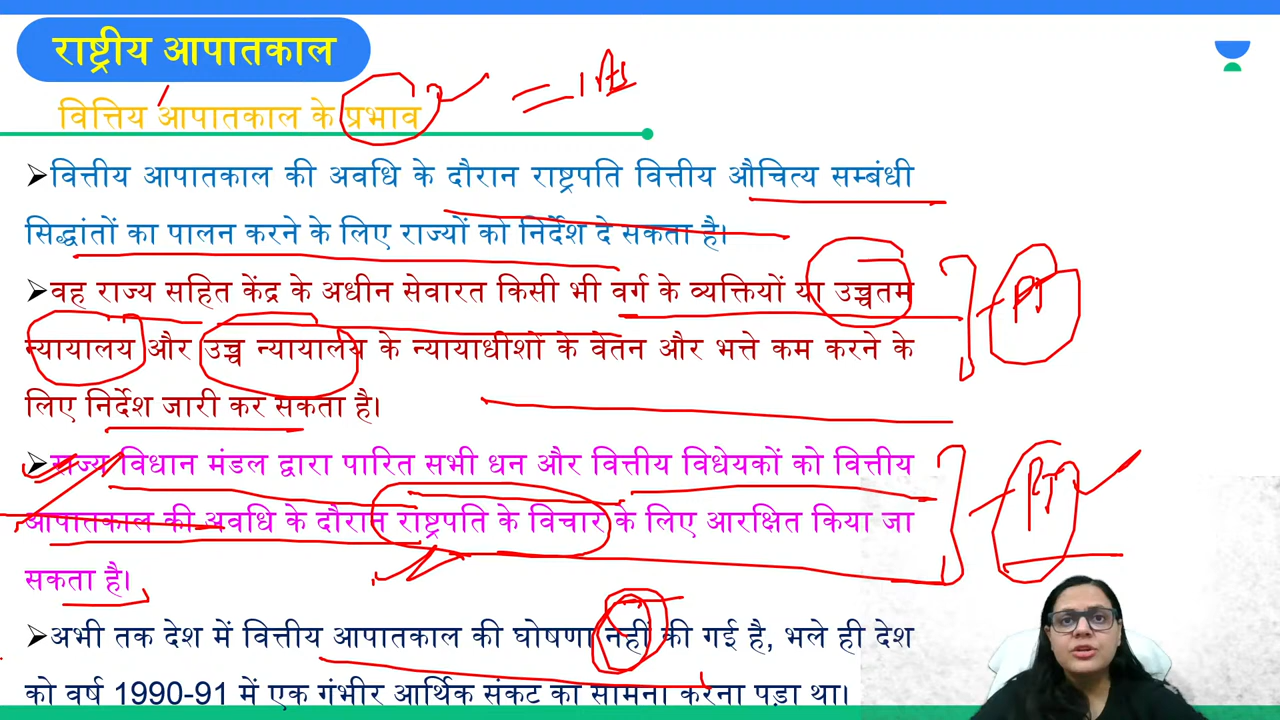 राष्ट्रीय आपातकाल
वित्तिय आपातकाल के प्रभाव
➢वित्तीय आपातकाल की अवधि के दौरान राष्ट्रपति वित्तीय औचित्य सम्बंधी
सिद्धांतों का पालन करने के लिए राज्यों को निर्देश दे सकता है।
➢वह राज्य सहित केंद्र के अधीन सेवारत किसी भी वर्ग के व्यक्तियों या उच्चतम
न्यायालय और उच्च न्यायालय के न्यायाधीशों के वेतन और भत्ते कम करने के
लिए निर्देश जारी कर सकता है।
➢राज्य विधान मंडल द्वारा पारित सभी धन और वित्तीय विधेयकों को वित्तीय
आपातकाल की अवधि के दौरान राष्ट्रपति के विचार के लिए आरक्षित किया जा
सकता है।
➢अभी तक देश में वित्तीय आपातकाल की घोषणा नहीं की गई है, भले ही देश
को वर्ष 1990-91 में एक गंभीर आर्थिक संकट का सामना करना पड़ा था।